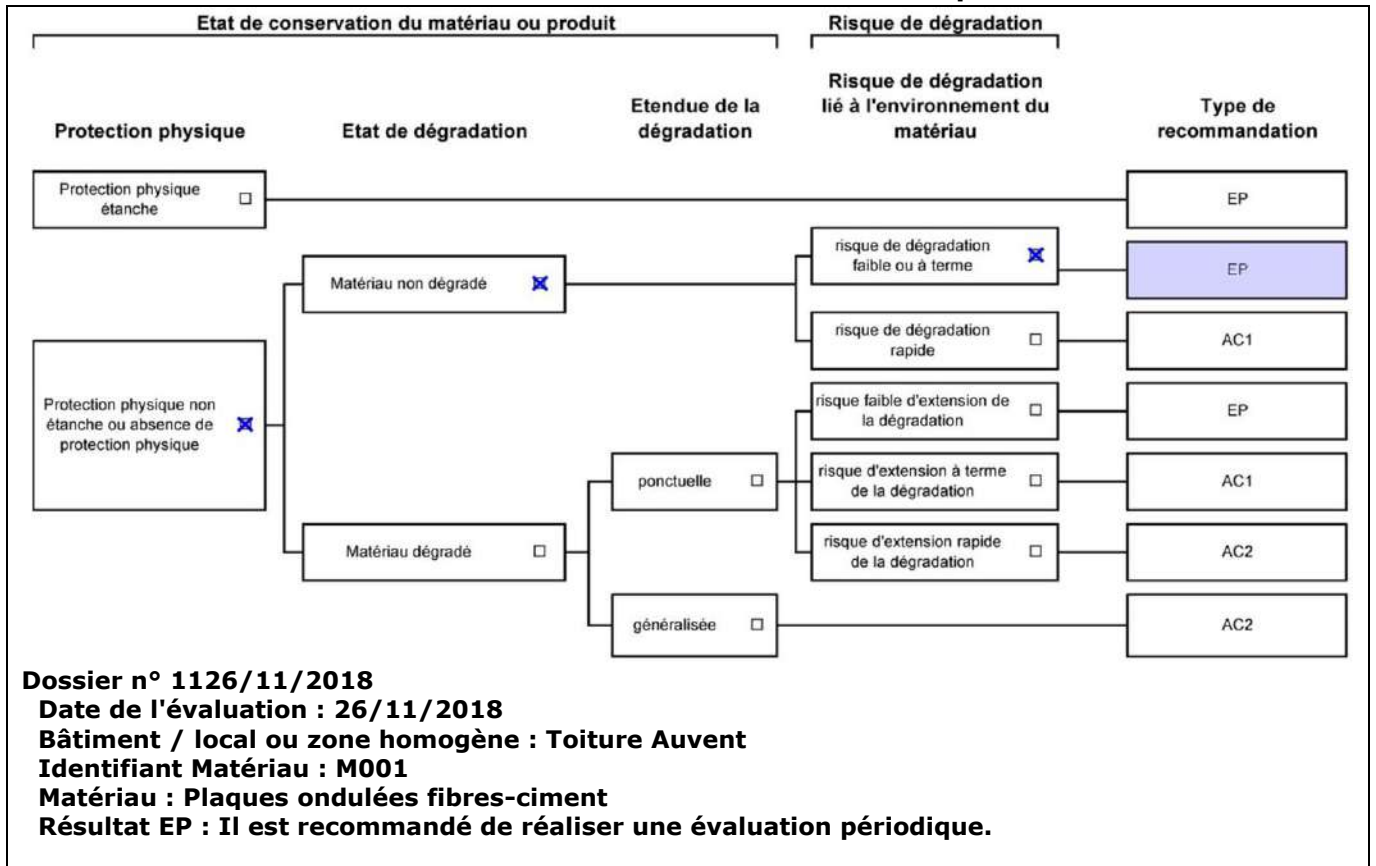 Etat de conservation du matériau ou produit
Risque de dégradation
Protection physique
Etat de dégradation
Etendue de la
dégradation
Risque de dégradation
lié à l'environnement du
matériau
Type de
recommandation
Protection physique
étanche
EP
risque de dégradation
faible ou à terme
EP
Matériau non dégradé
risque de dégradation
rapide
AC1
Protection physique non
étanche ou absence de
protection physique
risque faible d'extension de
la dégradation
EP
ponctuelle
risque d'extension à terme
de la dégradation
AC1
Matériau dégradé
risque d'extension rapide
de la dégradation
AC2
généralisée
AC2
Dossier n° 1126/11/2018
Date de l'évaluation : 26/11/2018
Bâtiment / local ou zone homogène : Toiture Auvent
Identifiant Matériau : M001
Matériau : Plaques ondulées fibres-ciment
Résultat EP : Il est recommandé de réaliser une évaluation périodique.